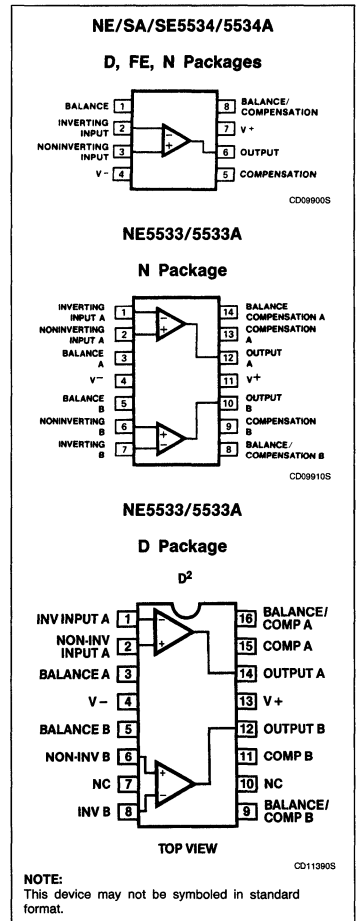 NE/SA/SE5534/5534A
D, FE, N Packages
BALANCE 1
INVERTING
INPUT 2
NONINVERTING
INPUT 3
V- 4
8 BALANCE/
COMPENSATION
7 V+
6 OUTPUT
5 COMPENSATION
CD09900S
NE5533/5533A
N Package
INVERTING
INPUT A 1
NONINVERTING
INPUT A 2
BALANCE
A 3
V- 4
BALANCE
B 5
NONINVERTING
B 6
INVERTING
B 7
14 BALANCE
COMPENSATION A
13 COMPENSATION
A
12 OUTPUT
A
11 V+
10 OUTPUT
B
9 COMPENSATION
B
8 BALANCE/
COMPENSATION B
CD09910S
NE5533/5533A
D Package
D²
INV INPUT A 1
NON-INV
INPUT A 2
BALANCE A 3
V- 4
BALANCE B 5
NON-INV B 6
NC 7
INV B 8
16 BALANCE/
COMP A
15 COMP A
14 OUTPUT A
13 V+
12 OUTPUT B
11 COMP B
10 NC
9 BALANCE/
COMP B
TOP VIEW
CD11390S
NOTE:
This device may not be symboled in standard
format.